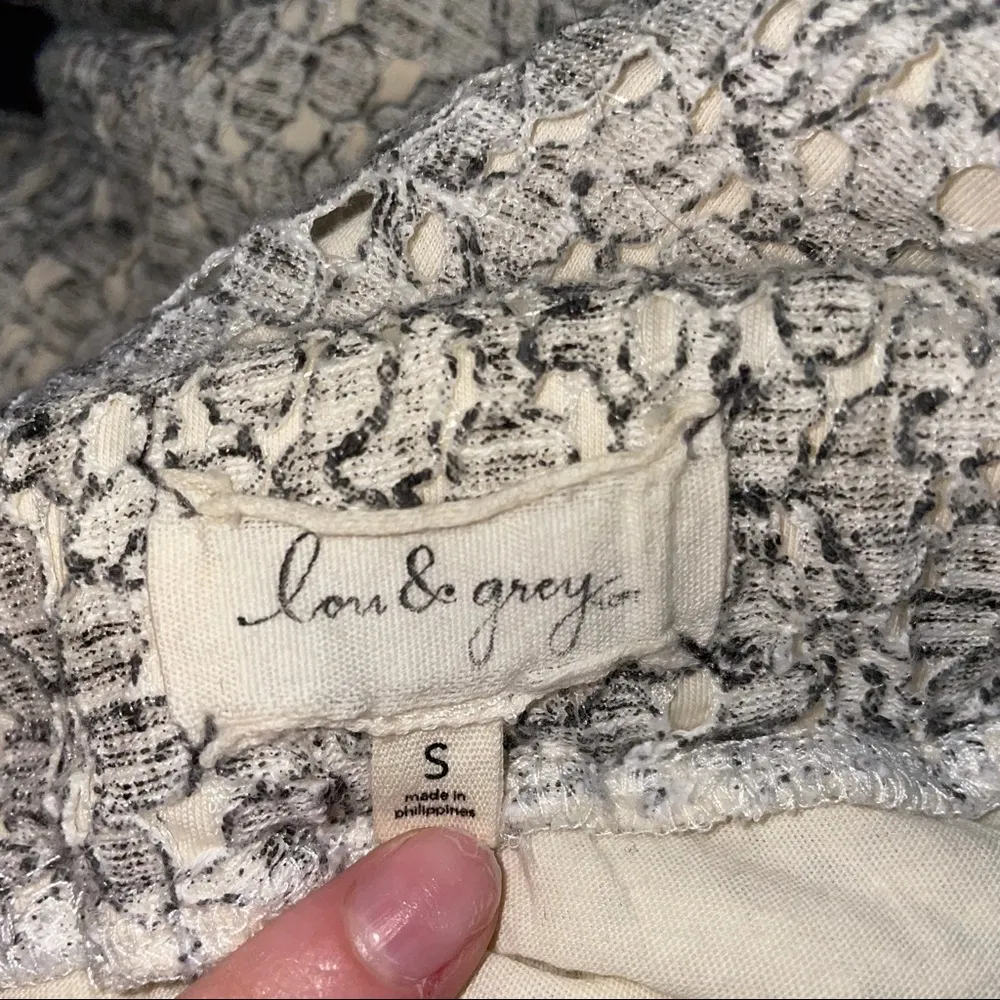 lou & grey
S
made in
philippines